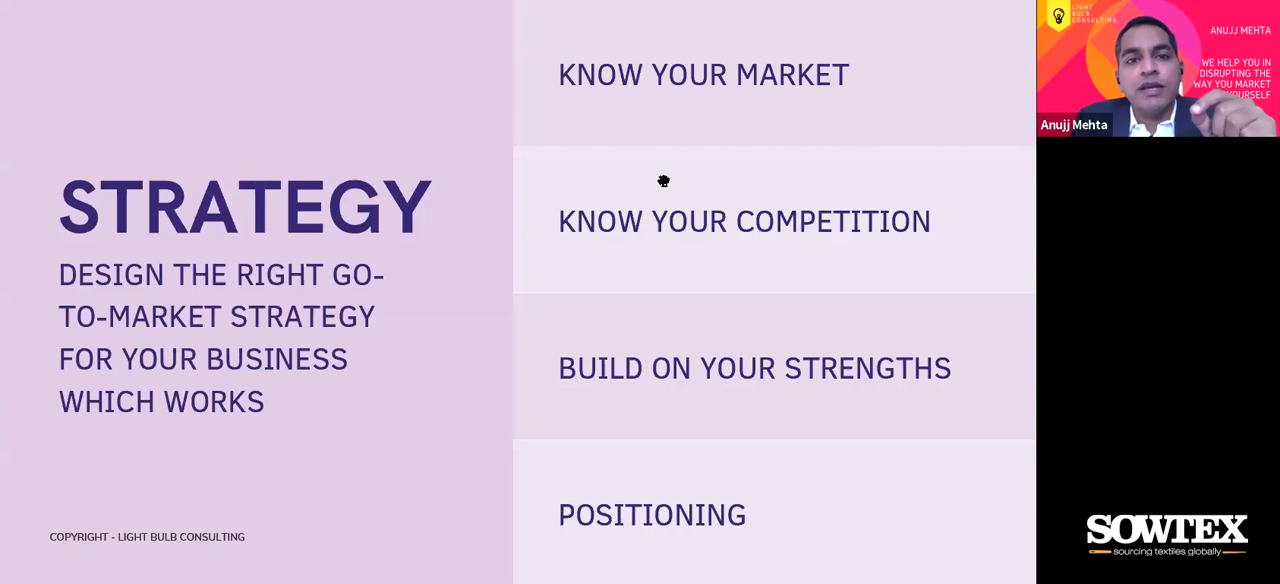 STRATEGY
DESIGN THE RIGHT GO-
TO-MARKET STRATEGY
FOR YOUR BUSINESS
WHICH WORKS
COPYRIGHT - LIGHT BULB CONSULTING
KNOW YOUR MARKET
KNOW YOUR COMPETITION
BUILD ON YOUR STRENGTHS
POSITIONING
LIGHT
BULB
CONSULTING
ANUJJ MEHTA
WE HELP YOU IN
DISRUPTING THE
WAY YOU MARKET
YOURSELF
Anujj Mehta
SOWTEX
sourcing textiles globally